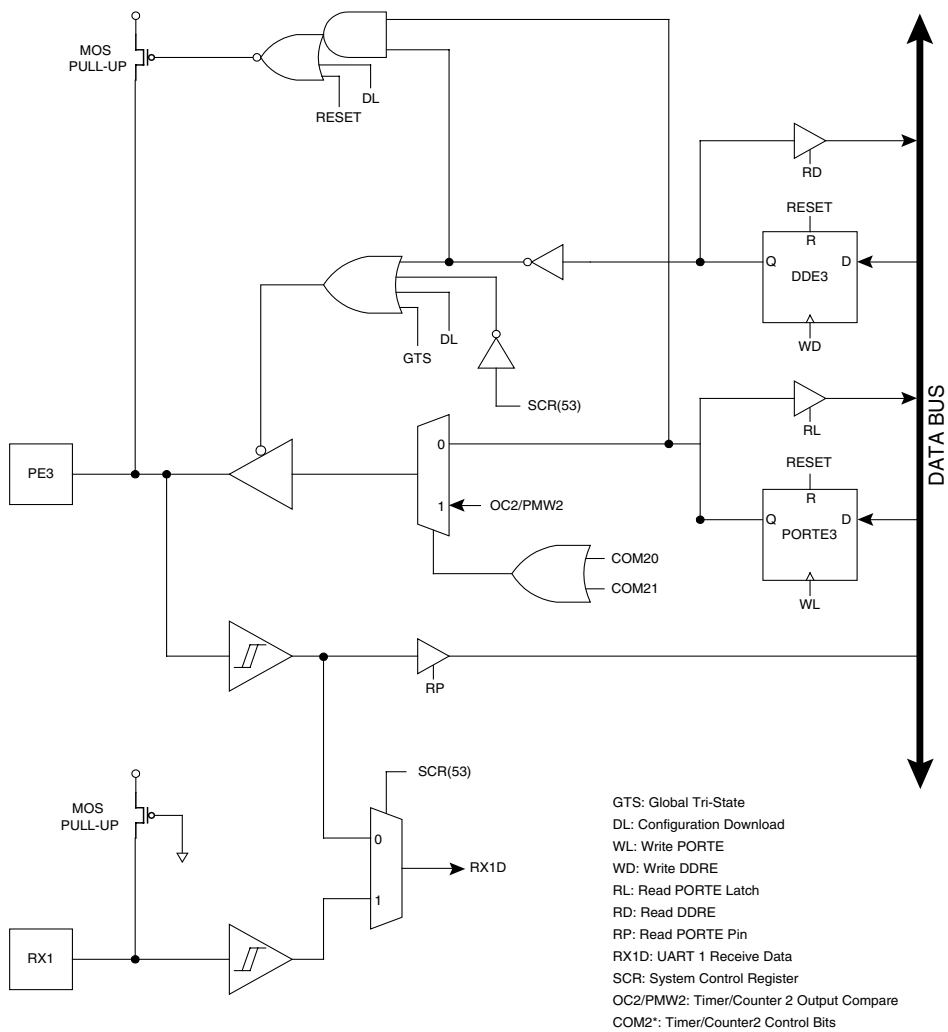 MOS
PULL-UP
DL
RESET
RD
RESET
R
Q
D
DDE3
WD
DL
GTS
SCR(53)
RL
0
PE3
RESET
R
1
OC2/PMW2
Q
D
PORTE3
COM20
COM21
WL
DATA BUS
RP
SCR(53)
MOS
PULL-UP
0
RX1D
1
RX1
GTS: Global Tri-State
DL: Configuration Download
WL: Write PORTE
WD: Write DDRE
RL: Read PORTE Latch
RD: Read DDRE
RP: Read PORTE Pin
RX1D: UART 1 Receive Data
SCR: System Control Register
OC2/PMW2: Timer/Counter 2 Output Compare
COM2*: Timer/Counter2 Control Bits